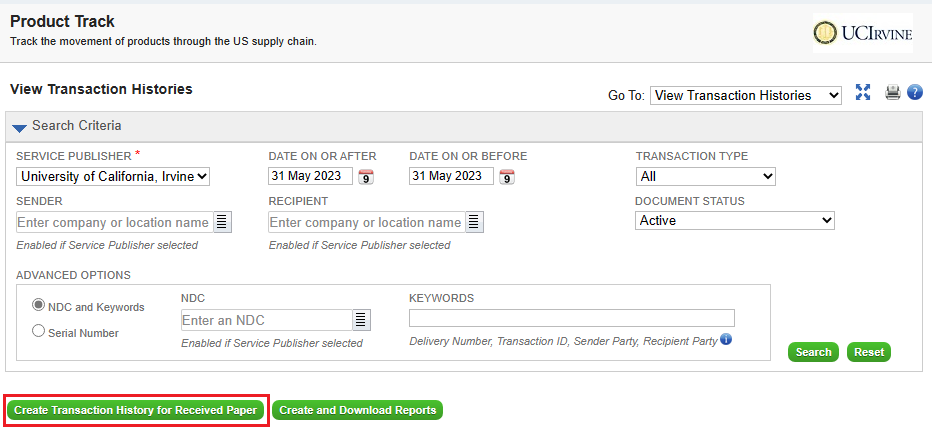 Product Track
Track the movement of products through the US supply chain.
UCIRVINE
View Transaction Histories
Go To: View Transaction Histories
?
Search Criteria
SERVICE PUBLISHER *
DATE ON OR AFTER
DATE ON OR BEFORE
TRANSACTION TYPE
University of California, Irvine
31 May 2023
9
31 May 2023
9
All
SENDER
RECIPIENT
DOCUMENT STATUS
Enter company or location name
Enter company or location name
Active
Enabled if Service Publisher selected
Enabled if Service Publisher selected
ADVANCED OPTIONS
NDC and Keywords
NDC
KEYWORDS
Enter an NDC
Serial Number
Enabled if Service Publisher selected
Delivery Number, Transaction ID, Sender Party, Recipient Party i
Search
Reset
Create Transaction History for Received Paper
Create and Download Reports